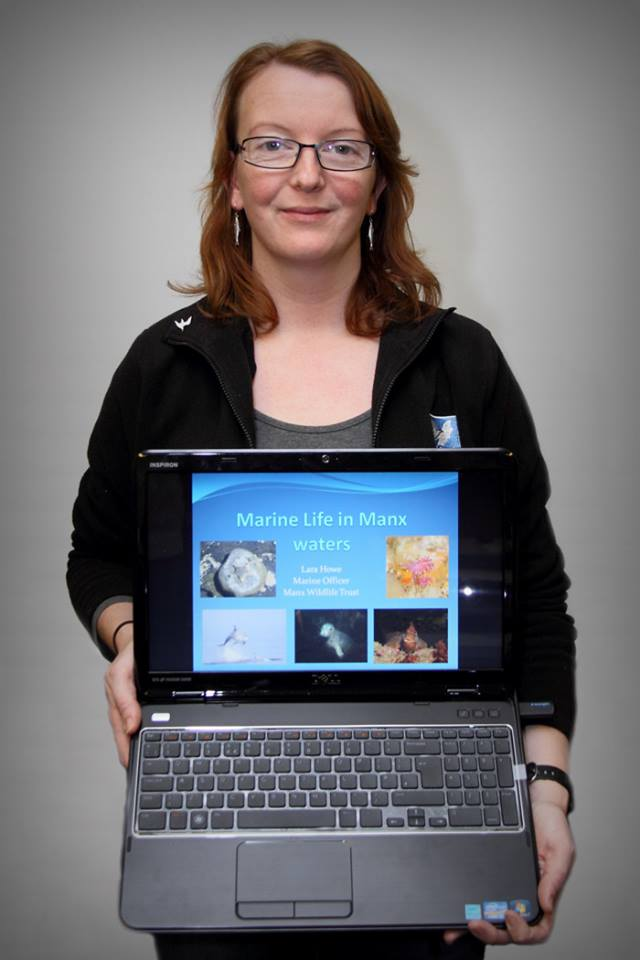 INSPIRON
Marine Life in Manx
waters
Lara Howe
Marine Officer
Manx Wildlife Trust
DELL